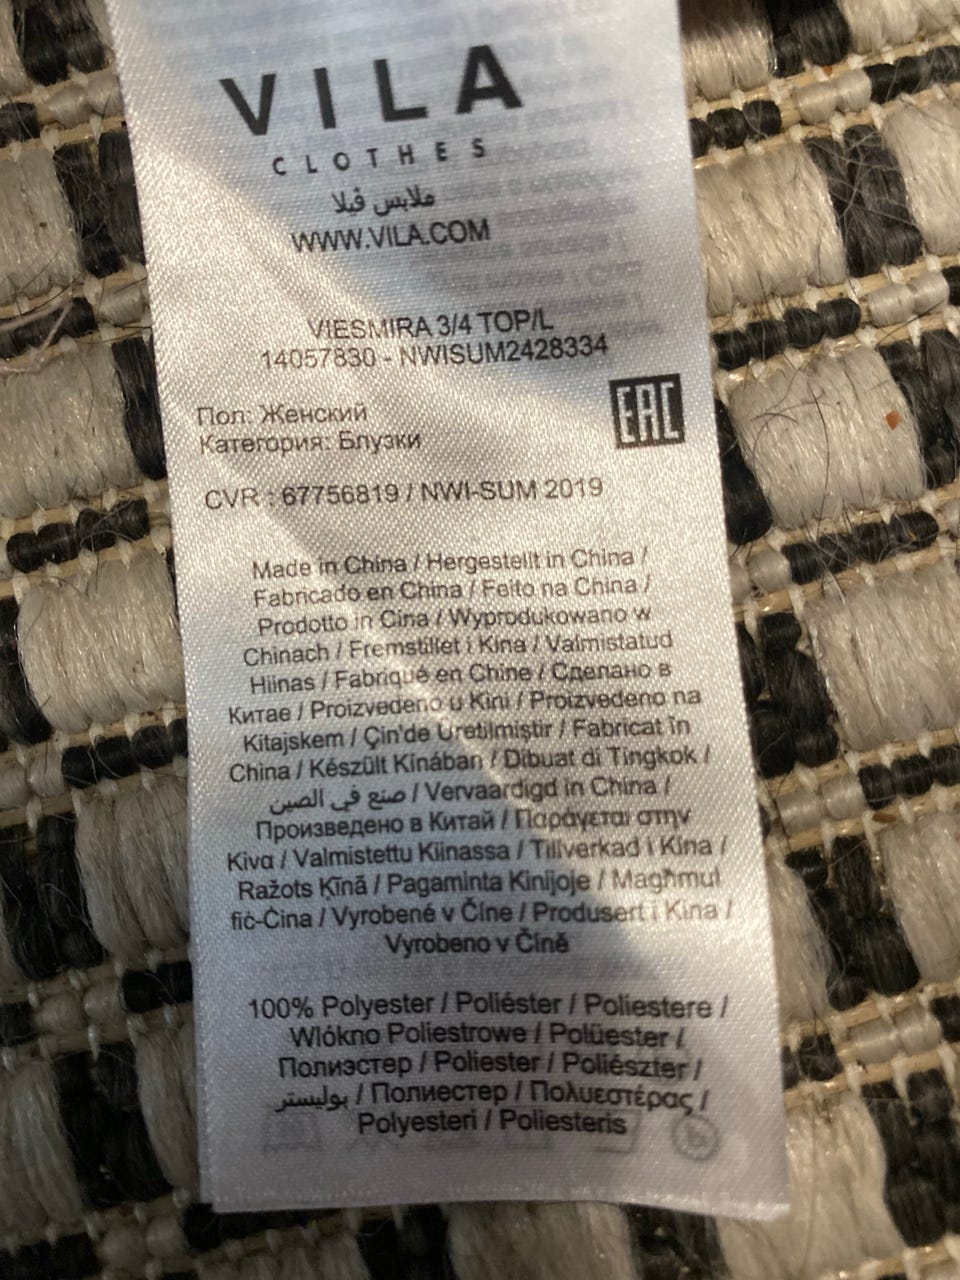 VILA
CLOTHES
ملابس ڤيلا
WWW.VILA.COM
VIESMIRA 3/4 TOP/L
14057830 - NWISUM2428334
Пол: Женский
Категория: Блузки
EAC
CVR : 67756819 / NWI-SUM 2019
Made in China / Hergestellt in China /
Fabricado en China / Feito na China /
Prodotto in Cina / Wyprodukowano w
Chinach / Fremstillet i Kina / Valmistatud
Hiinas / Fabriqué en Chine / Сделано в
Китае / Proizvedeno u Kini / Proizvedeno na
Kitajskem / Çin'de Üretilmiştir / Fabricat în
China / Készült Kínában / Dibuat di Tingkok /
صنع في الصين / Vervaardigd in China /
Произведено в Китай / Παράγεται στην
Κίνα / Valmistettu Kiinassa / Tillverkad i Kina /
Ražots Ķīnā / Pagaminta Kinijoje / Magħmul
fiċ-Ċina / Vyrobené v Číne / Produsert i Kina /
Vyrobeno v Číně
100% Polyester / Poliéster / Poliestere /
Wlókno Poliestrowe / Polüester /
Полиэстер / Poliester / Poliészter /
بوليستر / Полиестер / Πολυεστέρας /
Polyesteri / Poliesteris